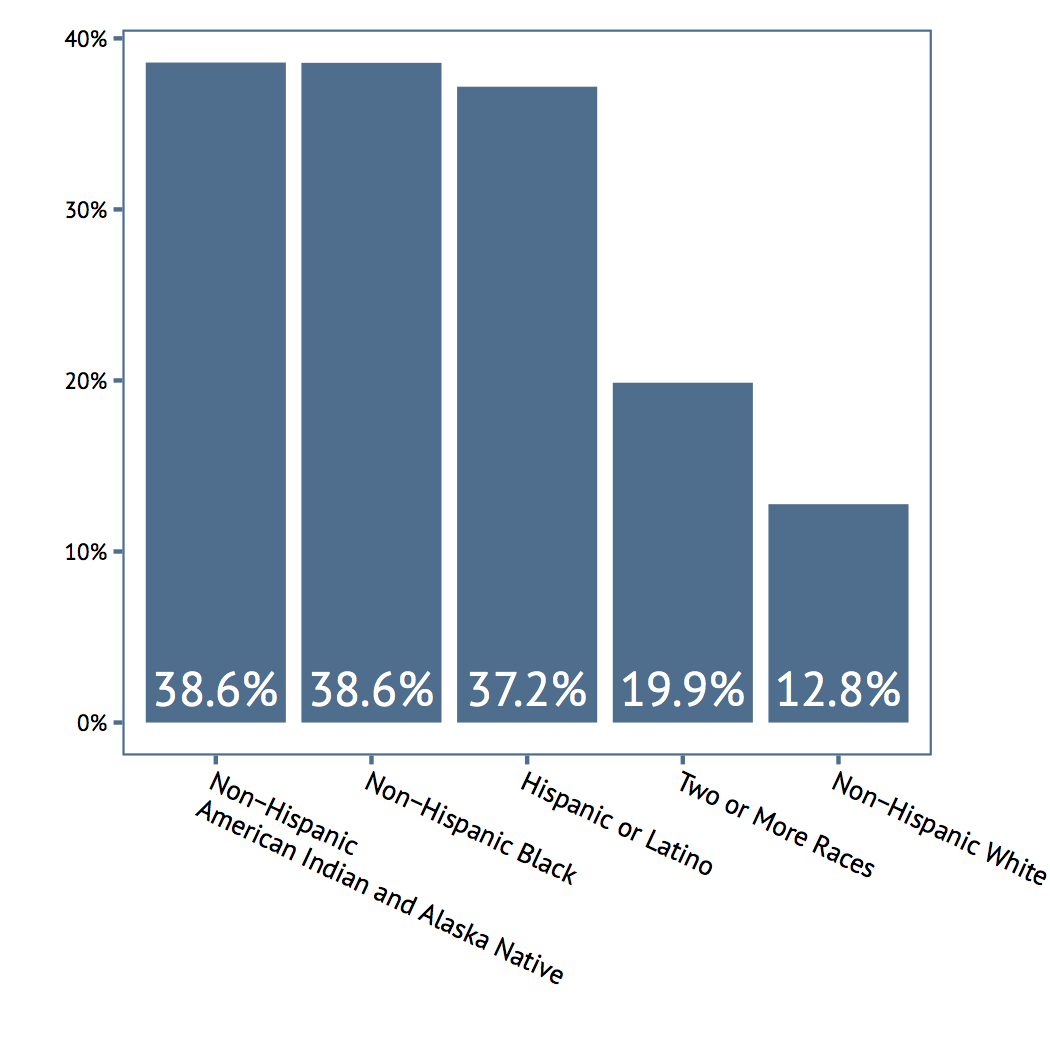 40%
30%
20%
10%
0%
38.6%
38.6%
37.2%
19.9%
12.8%
Non–Hispanic
American Indian and Alaska Native
Non–Hispanic Black
Hispanic or Latino
Two or More Races
Non–Hispanic White